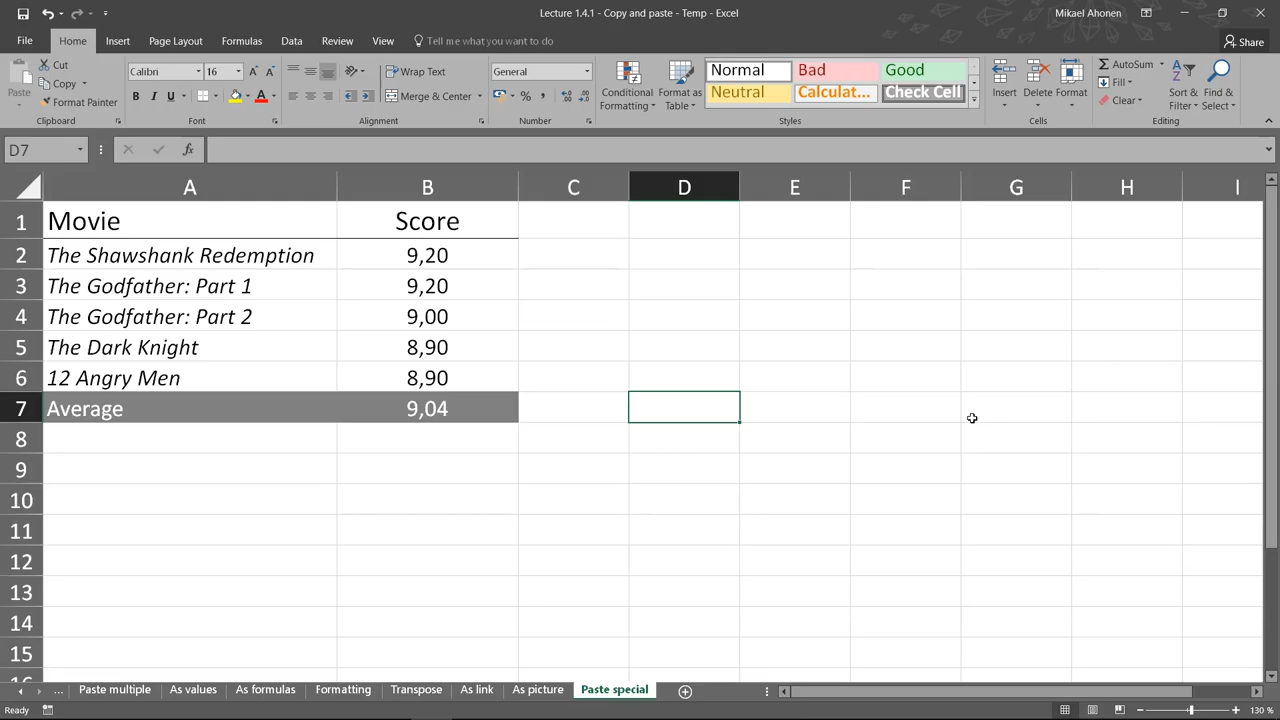 Lecture 1.4.1 - Copy and paste - Temp - Excel
Mikael Ahonen
File Home Insert Page Layout Formulas Data Review View Tell me what you want to do Share
Paste
Cut
Copy
Format Painter
Clipboard
Calibri 16
B I U
Font
Wrap Text
Merge & Center
Alignment
General
%
Number
Conditional Formatting
Format as Table
Normal Bad Good
Neutral Calculat... Check Cell
Styles
Insert Delete Format
Cells
AutoSum
Fill
Clear
Sort & Filter
Find & Select
Editing
D7 fx
A B C D E F G H I
1 Movie Score
2 The Shawshank Redemption 9,20
3 The Godfather: Part 1 9,20
4 The Godfather: Part 2 9,00
5 The Dark Knight 8,90
6 12 Angry Men 8,90
7 Average 9,04
8
9
10
11
12
13
14
15
16
... Paste multiple As values As formulas Formatting Transpose As link As picture Paste special
Ready 130 %